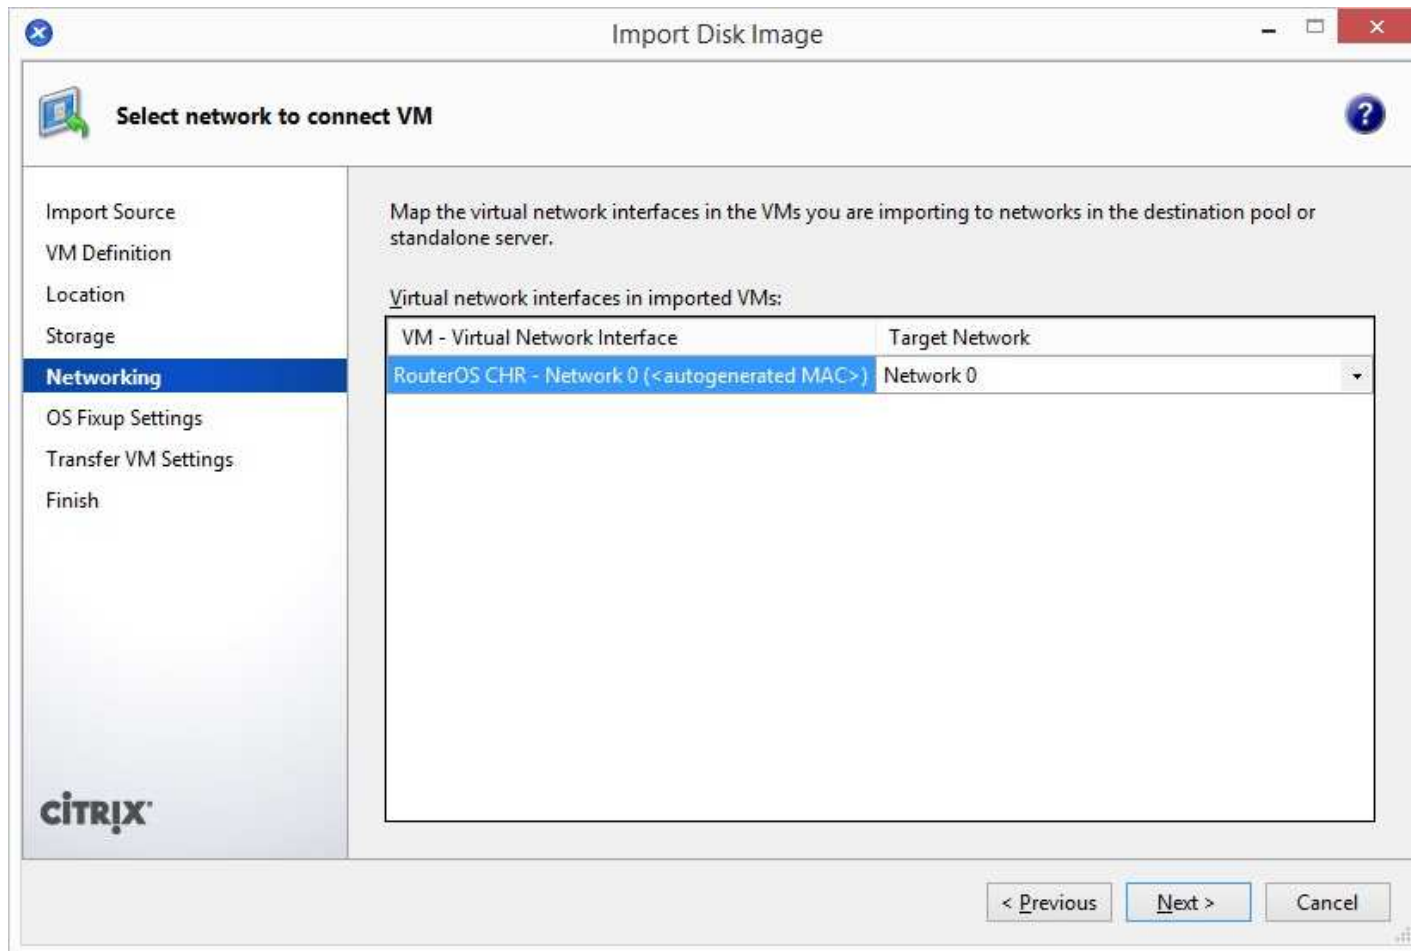 Import Disk Image
Select network to connect VM
?
Import Source
VM Definition
Location
Storage
Networking
OS Fixup Settings
Transfer VM Settings
Finish
CİTRIX
Map the virtual network interfaces in the VMs you are importing to networks in the destination pool or
standalone server.
Virtual network interfaces in imported VMs:
VM - Virtual Network Interface Target Network
RouterOS CHR - Network 0 (<autogenerated MAC>) Network 0
< Previous Next > Cancel